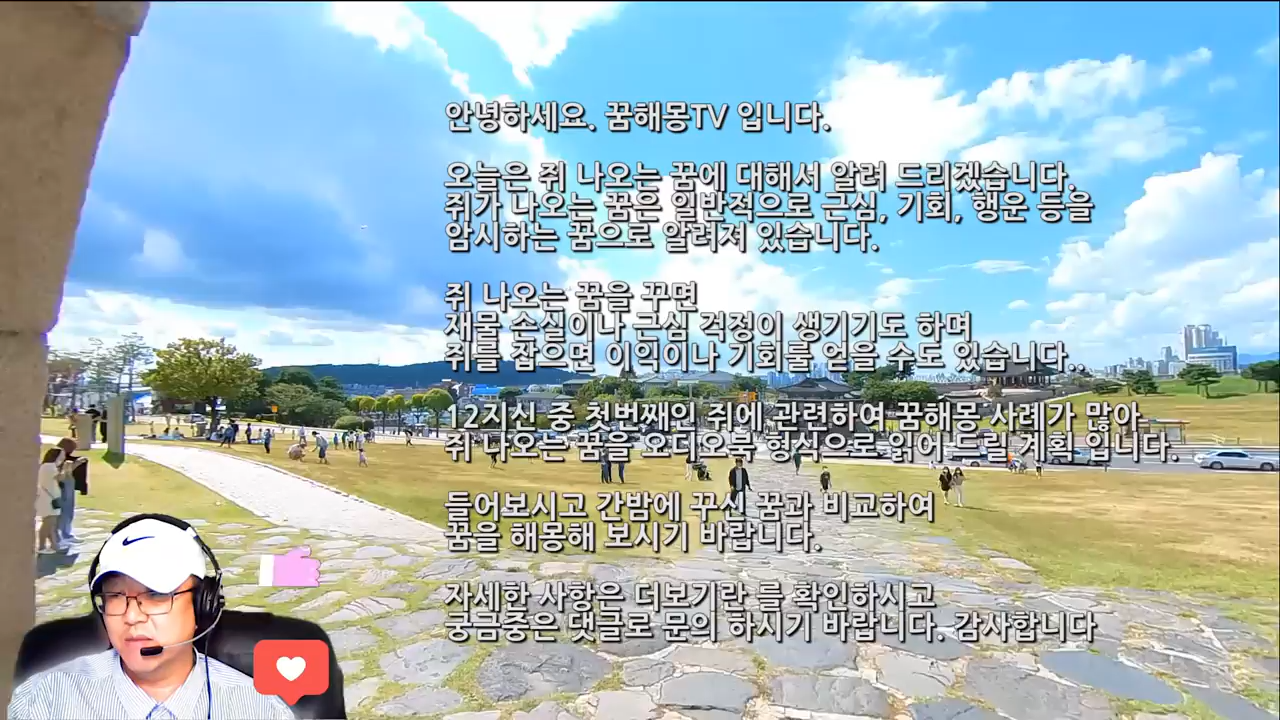 안녕하세요. 꿈해몽TV 입니다.
오늘은 쥐 나오는 꿈에 대해서 알려 드리겠습니다.
쥐가 나오는 꿈은 일반적으로 근심, 기회, 행운 등을
암시하는 꿈으로 알려져 있습니다.
쥐 나오는 꿈을 꾸면
재물 손실이나 근심 걱정이 생기기도 하며
쥐를 잡으면 이익이나 기회를 얻을 수도 있습니다..
12지신 중 첫번째인 쥐에 관련하여 꿈해몽 사례가 많아
쥐 나오는 꿈을 오디오북 형식으로 읽어 드릴 계획 입니다.
들어보시고 간밤에 꾸신 꿈과 비교하여
꿈을 해몽해 보시기 바랍니다.
자세한 사항은 더보기란 를 확인하시고
궁금중은 댓글로 문의 하시기 바랍니다. 감사합니다